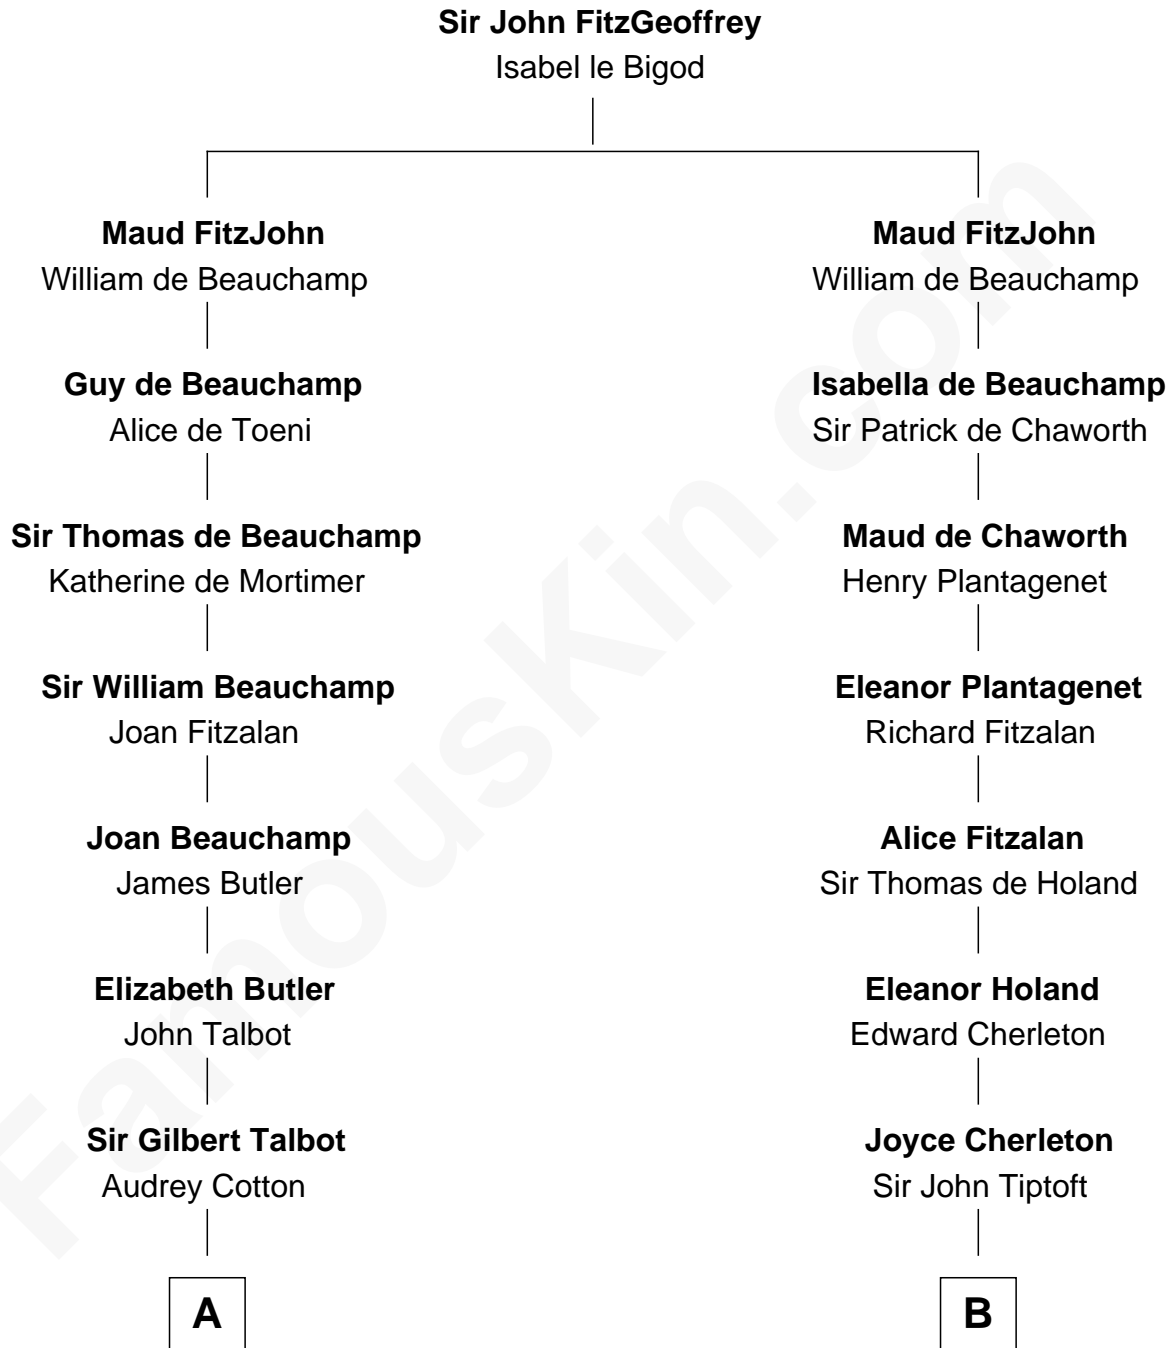 Sir John FitzGeoffrey
Isabel le Bigod
Maud FitzJohn
William de Beauchamp
Guy de Beauchamp
Alice de Toeni
Sir Thomas de Beauchamp
Katherine de Mortimer
Sir William Beauchamp
Joan Fitzalan
Joan Beauchamp
James Butler
Elizabeth Butler
John Talbot
Sir Gilbert Talbot
Audrey Cotton
A
Maud FitzJohn
William de Beauchamp
Isabella de Beauchamp
Sir Patrick de Chaworth
Maud de Chaworth
Henry Plantagenet
Eleanor Plantagenet
Richard Fitzalan
Alice Fitzalan
Sir Thomas de Holand
Eleanor Holand
Edward Cherleton
Joyce Cherleton
Sir John Tiptoft
B
FamousKin.com